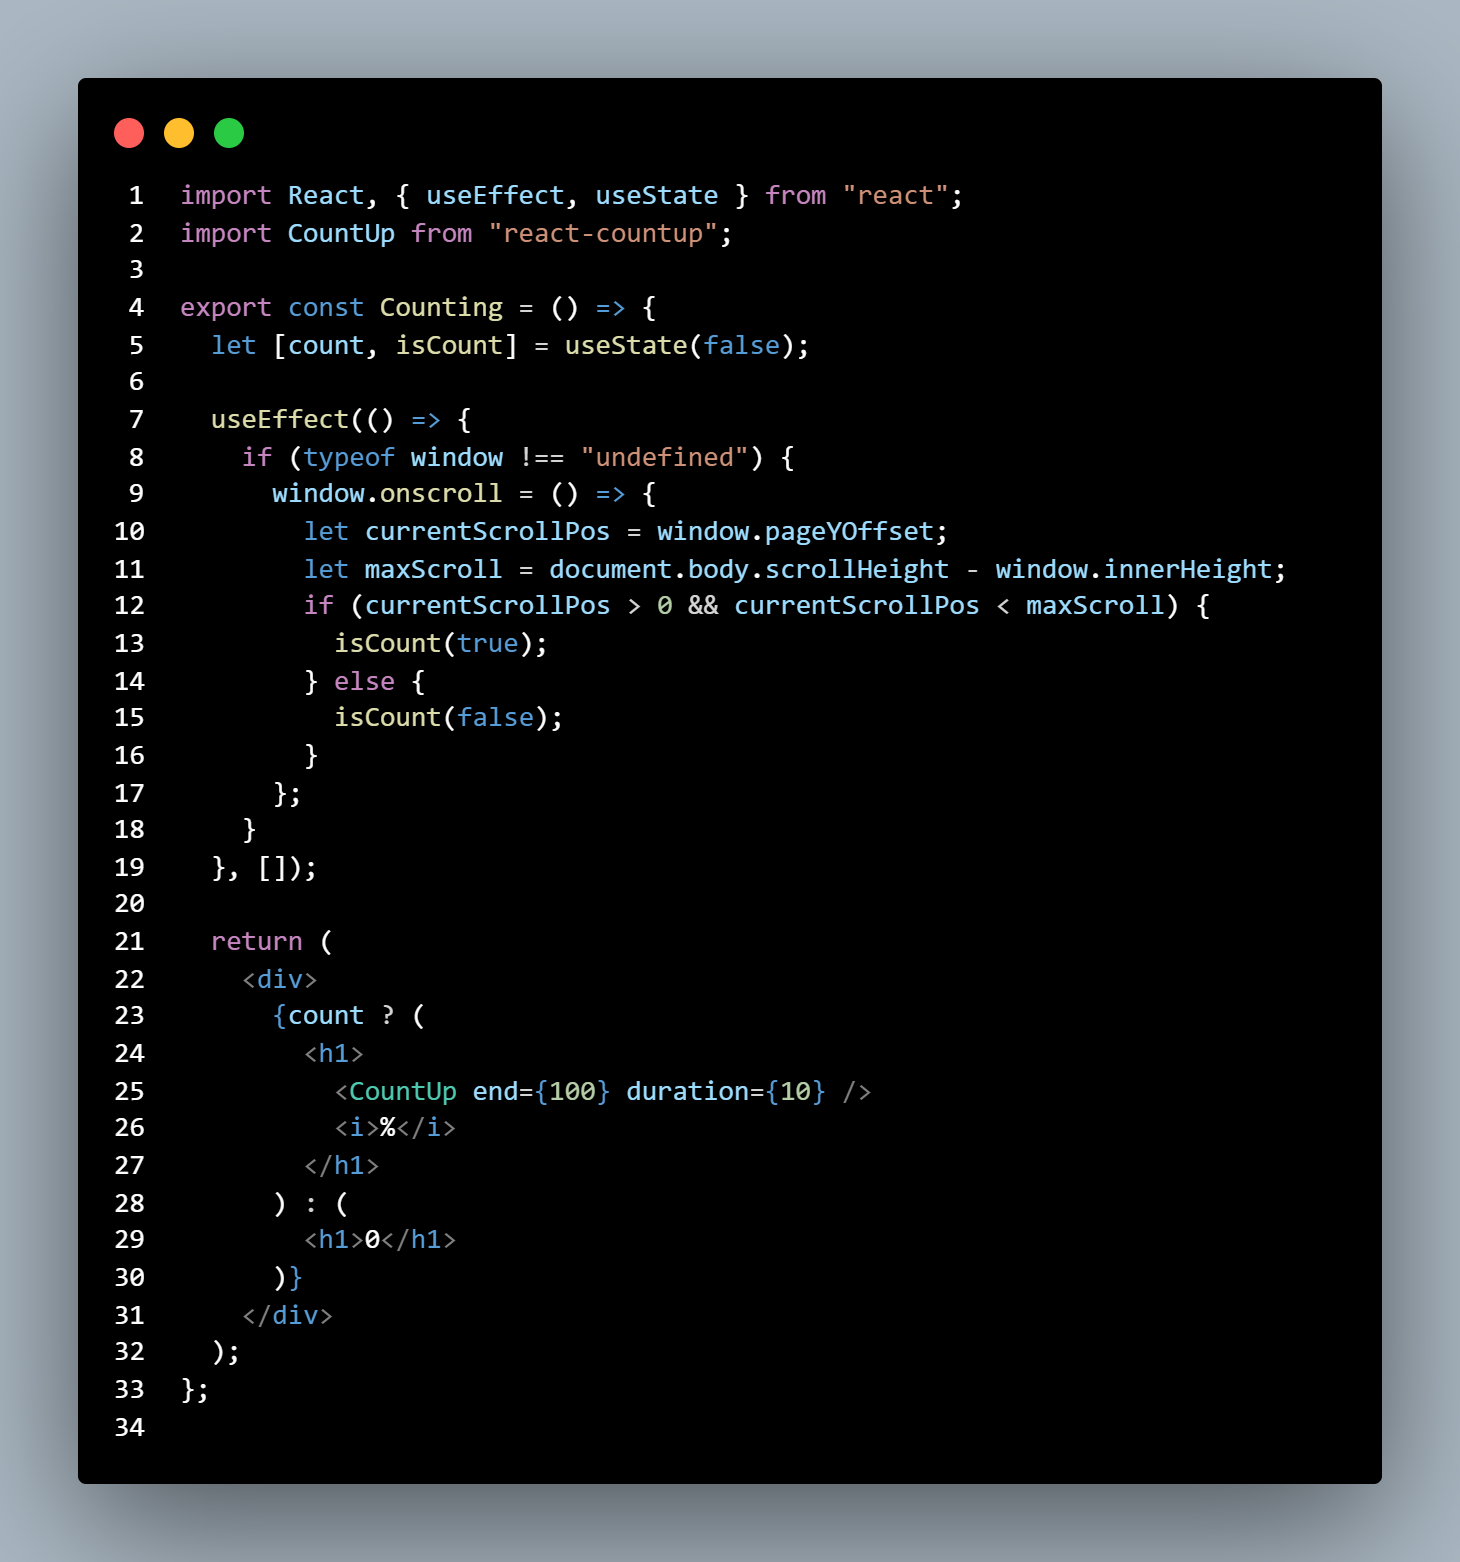 1 import React, { useEffect, useState } from "react";
2 import CountUp from "react-countup";
3
4 export const Counting = () => {
5   let [count, isCount] = useState(false);
6
7   useEffect(() => {
8     if (typeof window !== "undefined") {
9       window.onscroll = () => {
10         let currentScrollPos = window.pageYOffset;
11         let maxScroll = document.body.scrollHeight - window.innerHeight;
12         if (currentScrollPos > 0 && currentScrollPos < maxScroll) {
13           isCount(true);
14         } else {
15           isCount(false);
16         }
17       };
18     }
19   }, []);
20
21   return (
22     <div>
23       {count ? (
24         <h1>
25           <CountUp end={100} duration={10} />
26           <i>%</i>
27         </h1>
28       ) : (
29         <h1>0</h1>
30       )}
31     </div>
32   );
33 };
34